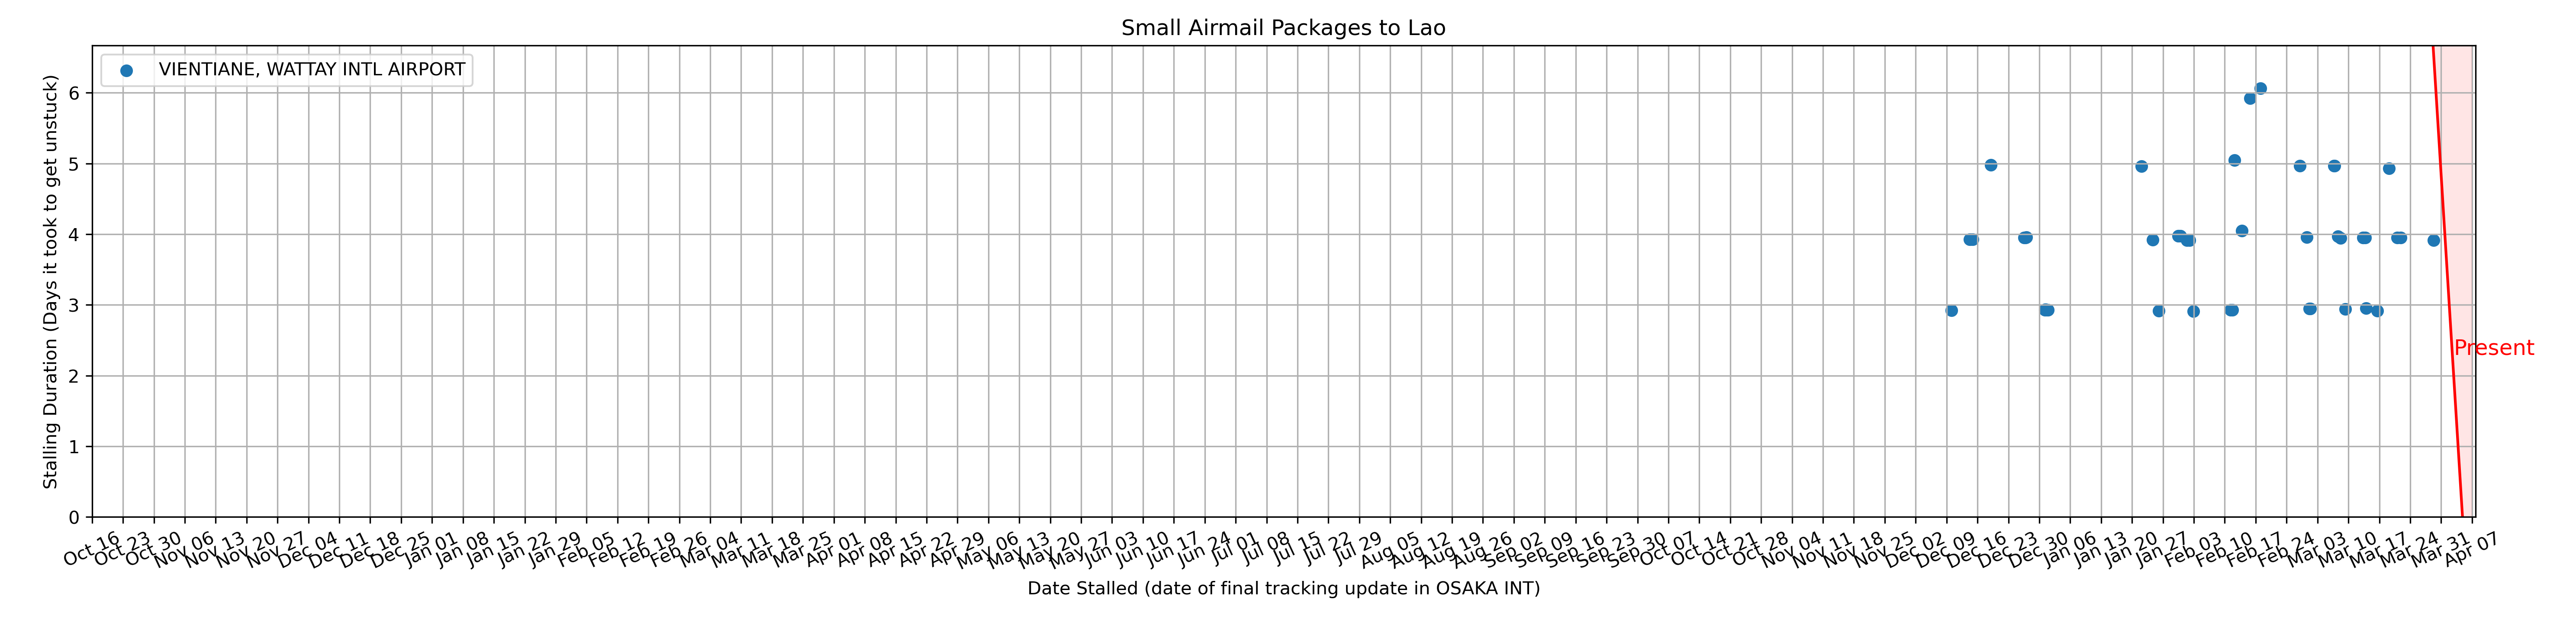 Small Airmail Packages to Lao
VIENTIANE, WATTAY INTL AIRPORT
Stalling Duration (Days it took to get unstuck)
6
5
4
3
2
1
0
Present
Oct 16
Oct 23
Oct 30
Nov 06
Nov 13
Nov 20
Nov 27
Dec 04
Dec 11
Dec 18
Dec 25
Jan 01
Jan 08
Jan 15
Jan 22
Jan 29
Feb 05
Feb 12
Feb 19
Feb 26
Mar 04
Mar 11
Mar 18
Mar 25
Apr 01
Apr 08
Apr 15
Apr 22
Apr 29
May 06
May 13
May 20
May 27
Jun 03
Jun 10
Jun 17
Jun 24
Jul 01
Jul 08
Jul 15
Jul 22
Jul 29
Aug 05
Aug 12
Aug 19
Aug 26
Sep 02
Sep 09
Sep 16
Sep 23
Sep 30
Oct 07
Oct 14
Oct 21
Oct 28
Nov 04
Nov 11
Nov 18
Nov 25
Dec 02
Dec 09
Dec 16
Dec 23
Dec 30
Jan 06
Jan 13
Jan 20
Jan 27
Feb 03
Feb 10
Feb 17
Feb 24
Mar 03
Mar 10
Mar 17
Mar 24
Mar 31
Apr 07
Date Stalled (date of final tracking update in OSAKA INT)